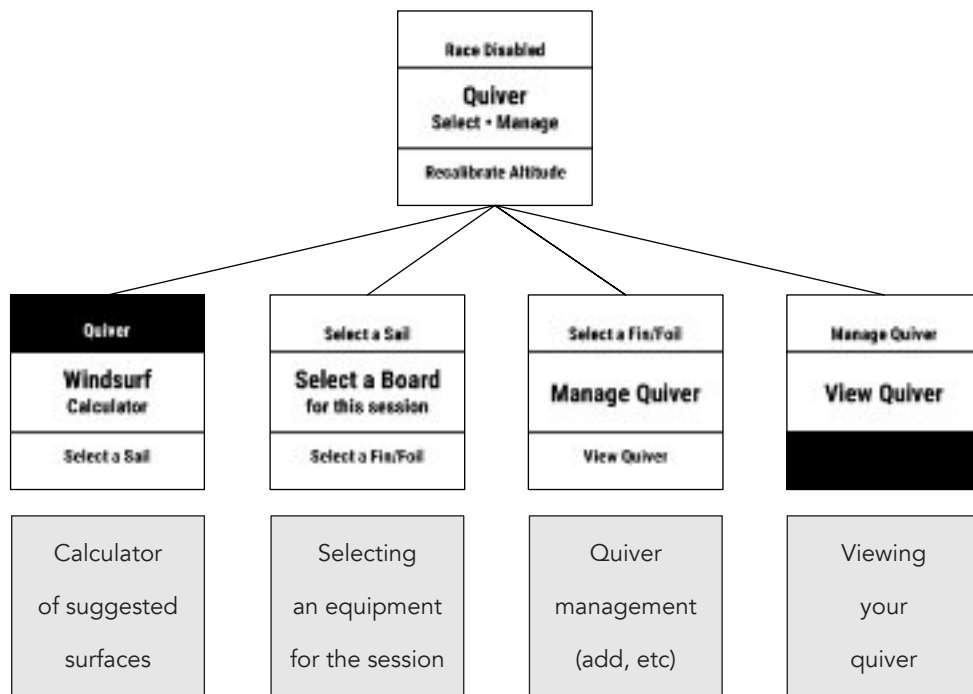 Race Disabled
Quiver
Select • Manage
Recalibrate Altitude
Quiver
Windsurf
Calculator
Select a Sail
Select a Sail
Select a Board
for this session
Select a Fin/Foil
Select a Fin/Foil
Manage Quiver
View Quiver
Manage Quiver
View Quiver
Calculator
of suggested
surfaces
Selecting
an equipment
for the session
Quiver
management
(add, etc)
Viewing
your
quiver